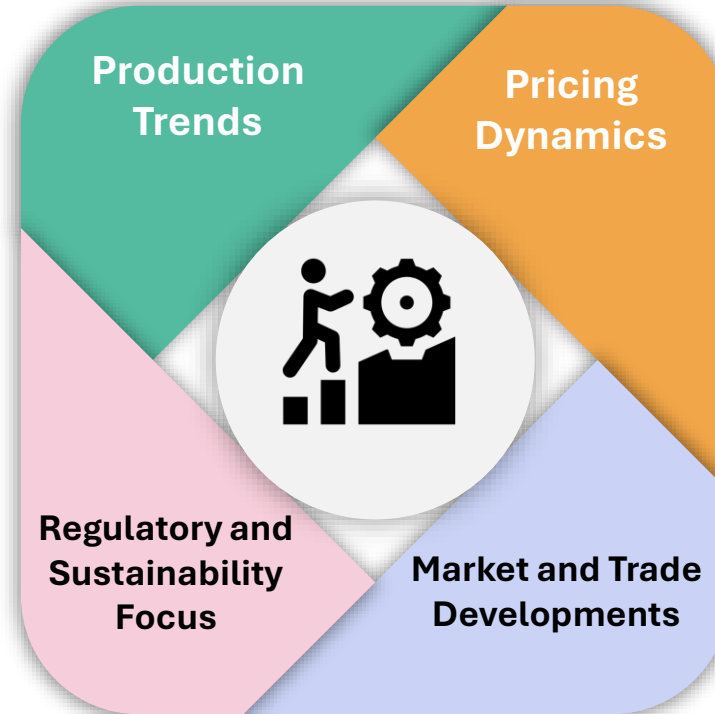 Production
Trends
Pricing
Dynamics
Regulatory and
Sustainability
Focus
Market and Trade
Developments